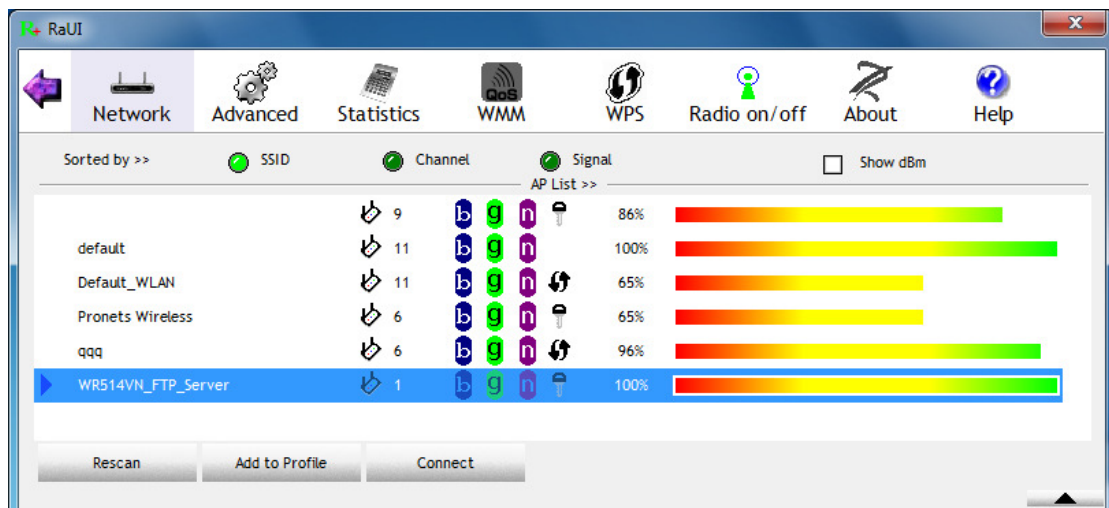 RaUI
X
Network Advanced Statistics QoS WMM WPS Radio on/off About ? Help
Sorted by >> SSID Channel Signal Show dBm
AP List >>
9 b g n 86%
default 11 b g n 100%
Default_WLAN 11 b g n 65%
Pronets Wireless 6 b g n 65%
qqq 6 b g n 96%
WR514VN_FTP_Server 1 b g n 100%
Rescan Add to Profile Connect